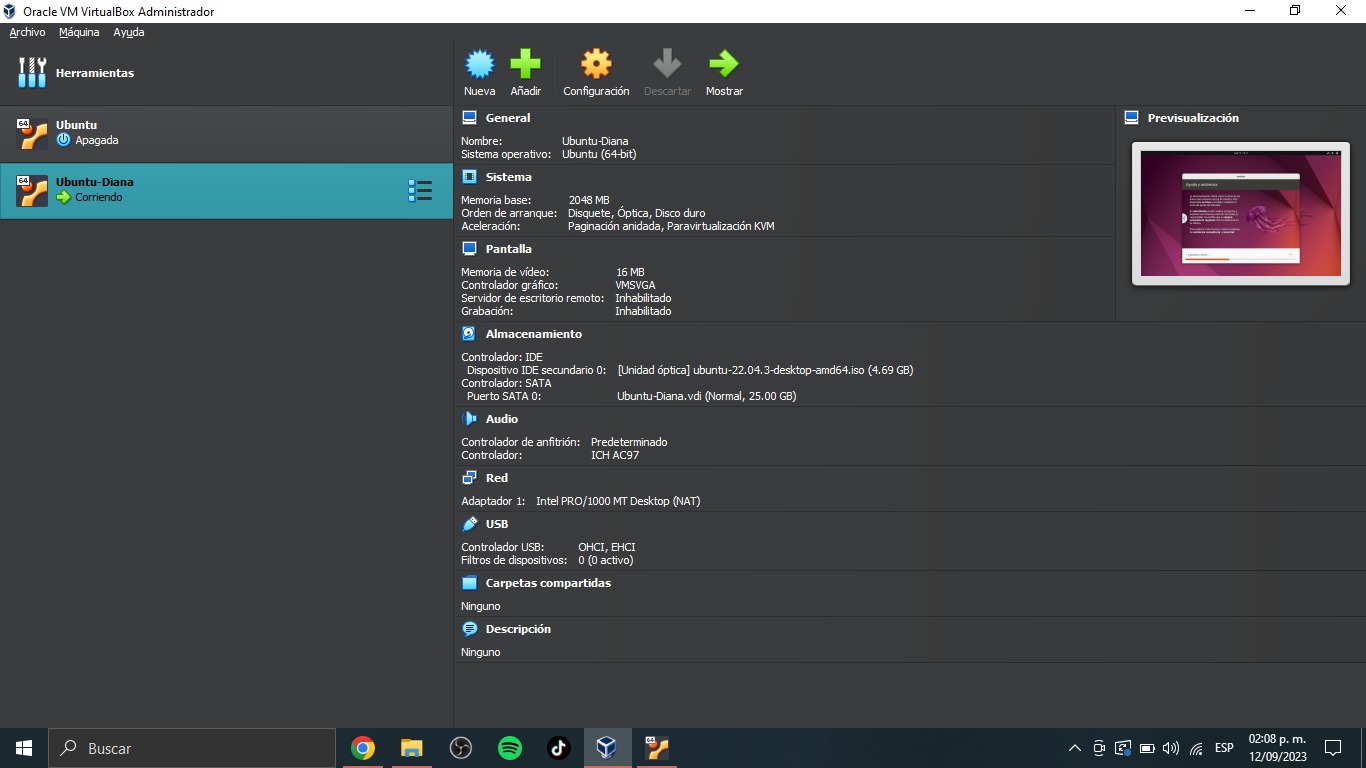 Oracle VM VirtualBox Administrador
Archivo Máquina Ayuda
Herramientas
Nueva Añadir Configuración Descartar Mostrar
64 Ubuntu
Apagada
64 Ubuntu-Diana
Corriendo
General
Nombre: Ubuntu-Diana
Sistema operativo: Ubuntu (64-bit)
Sistema
Memoria base: 2048 MB
Orden de arranque: Disquete, Óptica, Disco duro
Aceleración: Paginación anidada, Paravirtualización KVM
Pantalla
Memoria de vídeo: 16 MB
Controlador gráfico: VMSVGA
Servidor de escritorio remoto: Inhabilitado
Grabación: Inhabilitado
Almacenamiento
Controlador: IDE
Dispositivo IDE secundario 0: [Unidad óptica] ubuntu-22.04.3-desktop-amd64.iso (4.69 GB)
Controlador: SATA
Puerto SATA 0: Ubuntu-Diana.vdi (Normal, 25.00 GB)
Audio
Controlador de anfitrión: Predeterminado
Controlador: ICH AC97
Red
Adaptador 1: Intel PRO/1000 MT Desktop (NAT)
USB
Controlador USB: OHCI, EHCI
Filtros de dispositivos: 0 (0 activo)
Carpetas compartidas
Ninguno
Descripción
Ninguno
Previsualización
Ayuda y asistencia
Buscar
64
ESP
02:08 p. m.
12/09/2023